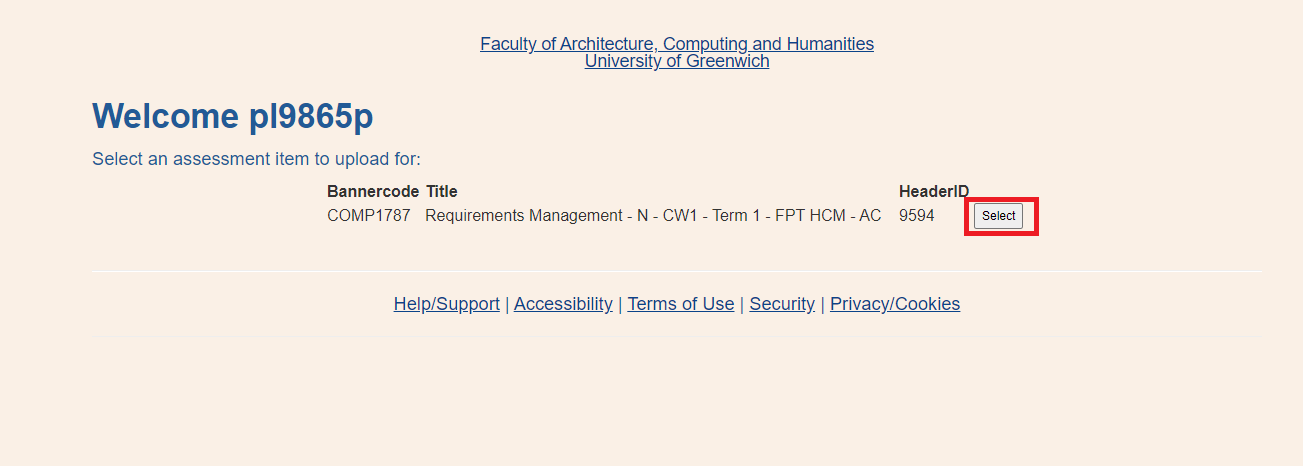 Faculty of Architecture, Computing and Humanities
University of Greenwich
Welcome pl9865p
Select an assessment item to upload for:
Bannercode Title HeaderID
COMP1787 Requirements Management - N - CW1 - Term 1 - FPT HCM - AC 9594 Select
Help/Support | Accessibility | Terms of Use | Security | Privacy/Cookies